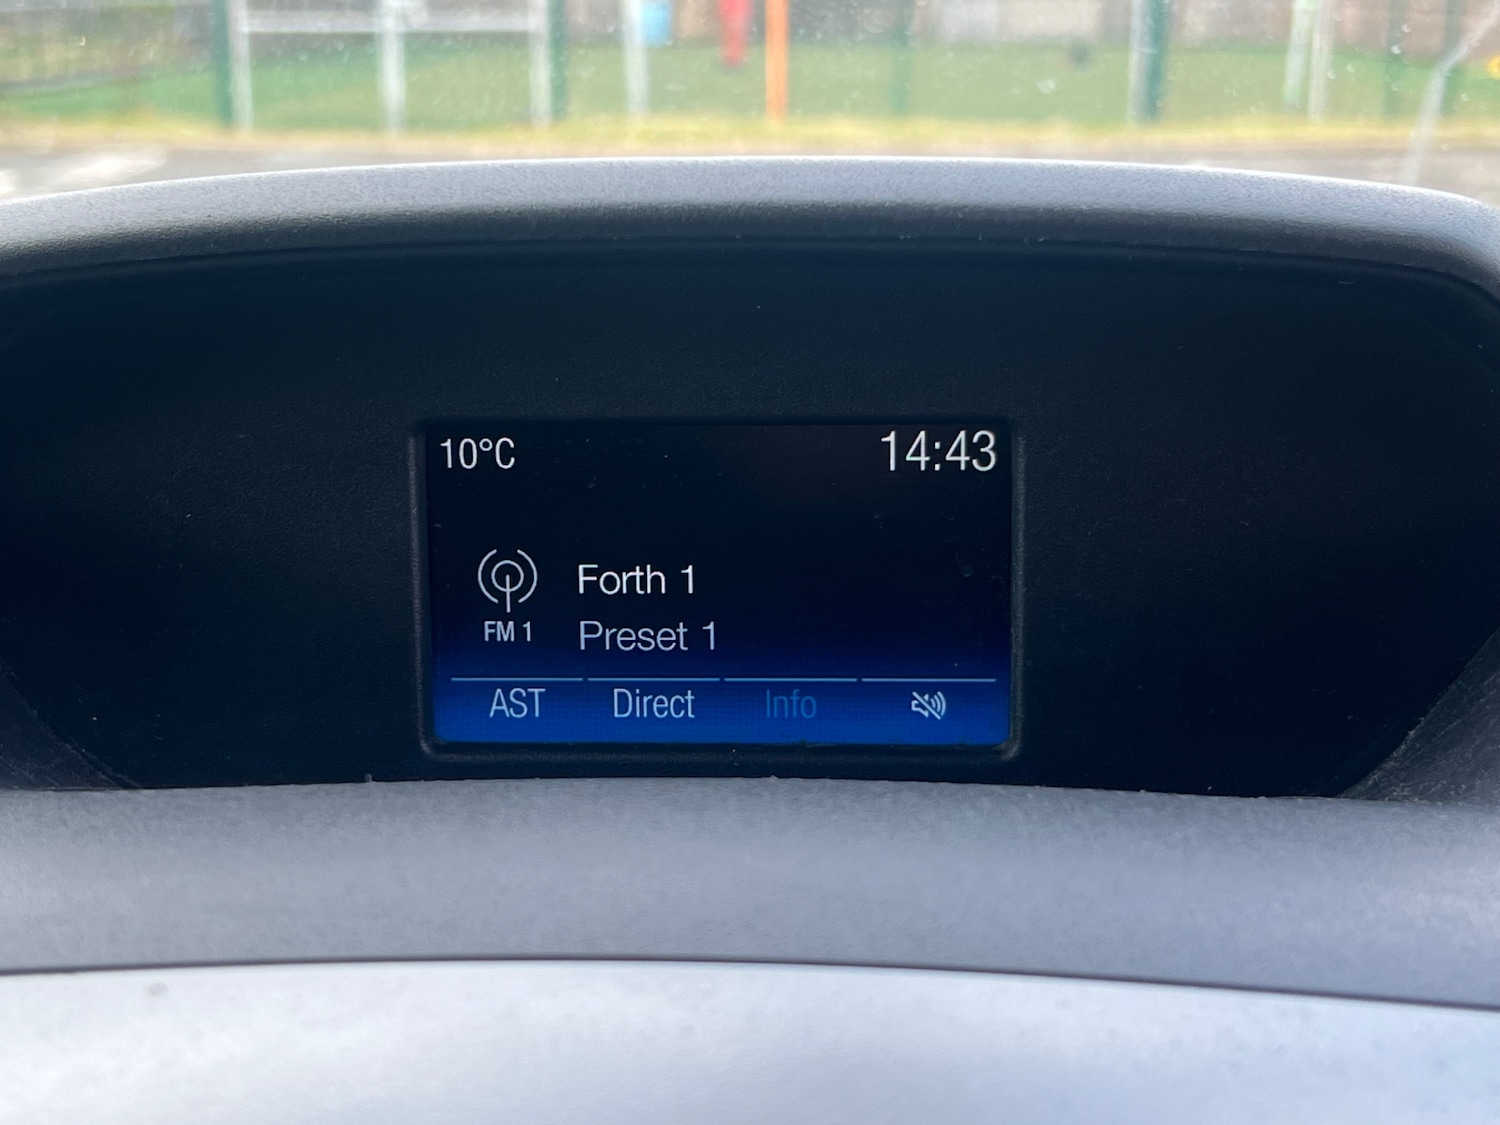 10°C 14:43
Forth 1
FM 1 Preset 1
AST Direct Info